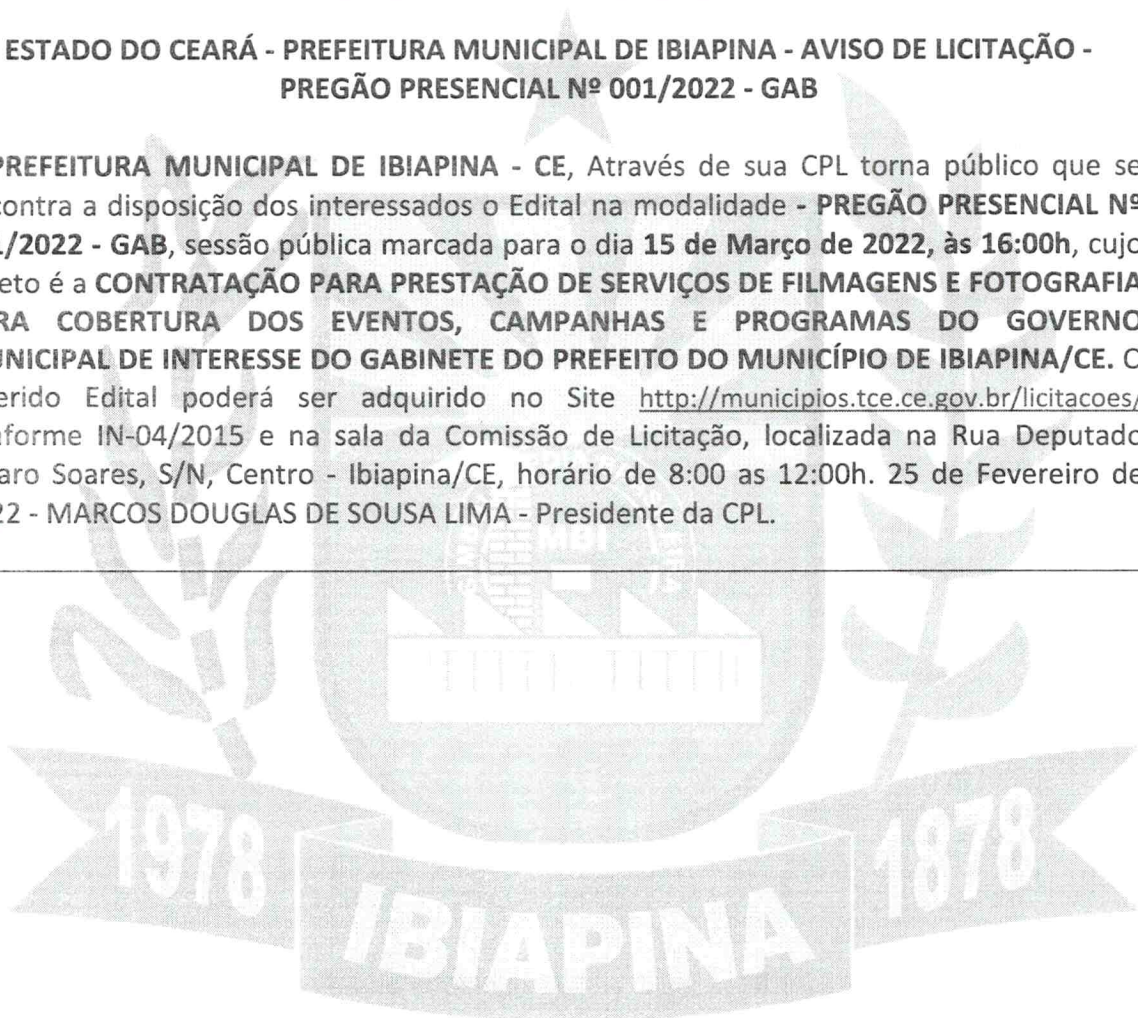 ESTADO DO CEARÁ - PREFEITURA MUNICIPAL DE IBIAPINA - AVISO DE LICITAÇÃO -
PREGÃO PRESENCIAL Nº 001/2022 - GAB
PREFEITURA MUNICIPAL DE IBIAPINA - CE, Através de sua CPL torna público que se
contra a disposição dos interessados o Edital na modalidade - PREGÃO PRESENCIAL Nº
1/2022 - GAB, sessão pública marcada para o dia 15 de Março de 2022, às 16:00h, cujo
eto é a CONTRATAÇÃO PARA PRESTAÇÃO DE SERVIÇOS DE FILMAGENS E FOTOGRAFIA
RA COBERTURA DOS EVENTOS, CAMPANHAS E PROGRAMAS DO GOVERNO
UNICIPAL DE INTERESSE DO GABINETE DO PREFEITO DO MUNICÍPIO DE IBIAPINA/CE. O
erido Edital poderá ser adquirido no Site http://municipios.tce.ce.gov.br/licitacoes/
nforme IN-04/2015 e na sala da Comissão de Licitação, localizada na Rua Deputado
aro Soares, S/N, Centro - Ibiapina/CE, horário de 8:00 as 12:00h. 25 de Fevereiro de
22 - MARCOS DOUGLAS DE SOUSA LIMA - Presidente da CPL.
MBI
1978
1878
IBIAPINA